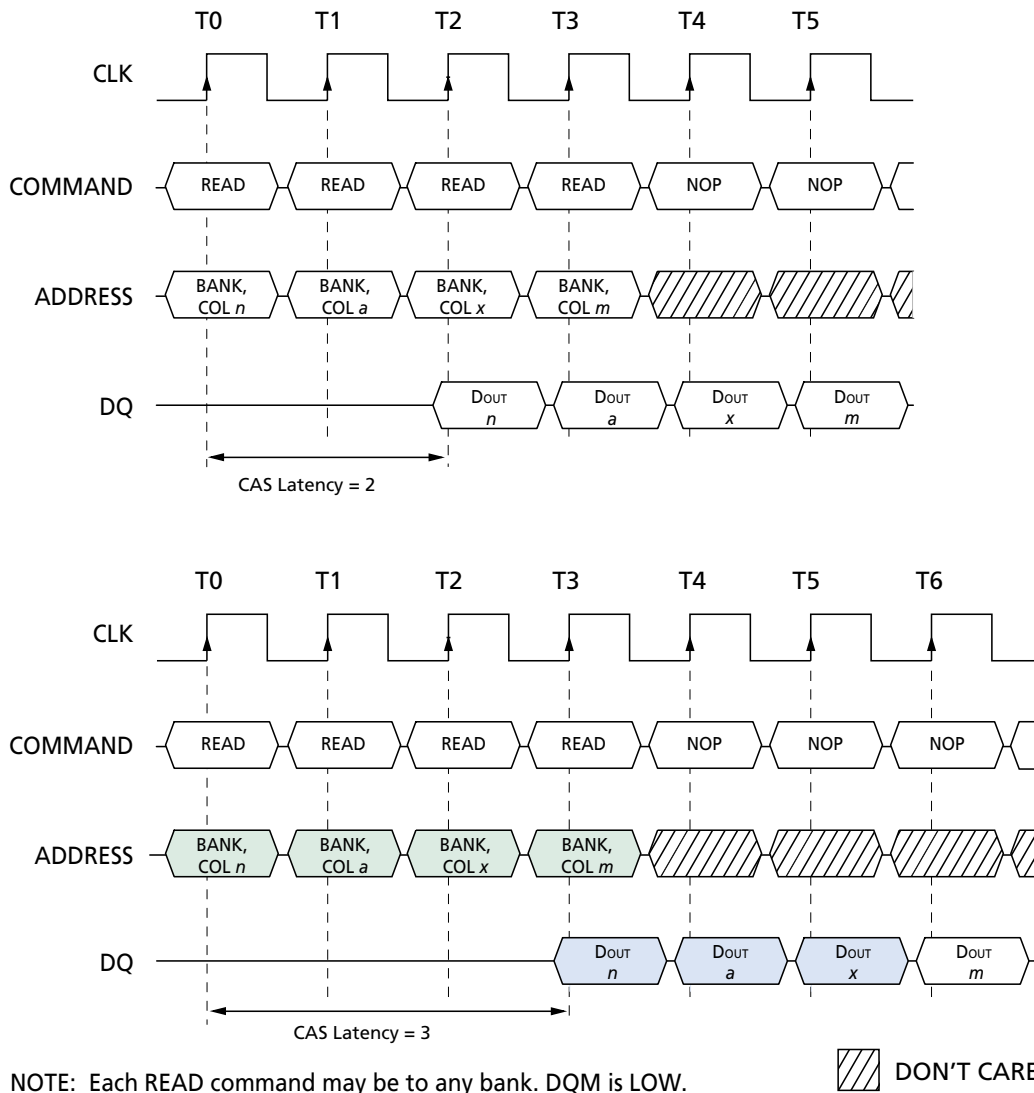 T0 T1 T2 T3 T4 T5
CLK
COMMAND READ READ READ READ NOP NOP
ADDRESS BANK, COL n BANK, COL a BANK, COL x BANK, COL m
DQ DOUT n DOUT a DOUT x DOUT m
CAS Latency = 2
T0 T1 T2 T3 T4 T5 T6
CLK
COMMAND READ READ READ READ NOP NOP NOP
ADDRESS BANK, COL n BANK, COL a BANK, COL x BANK, COL m
DQ DOUT n DOUT a DOUT x DOUT m
CAS Latency = 3
NOTE: Each READ command may be to any bank. DQM is LOW.
DON'T CARE